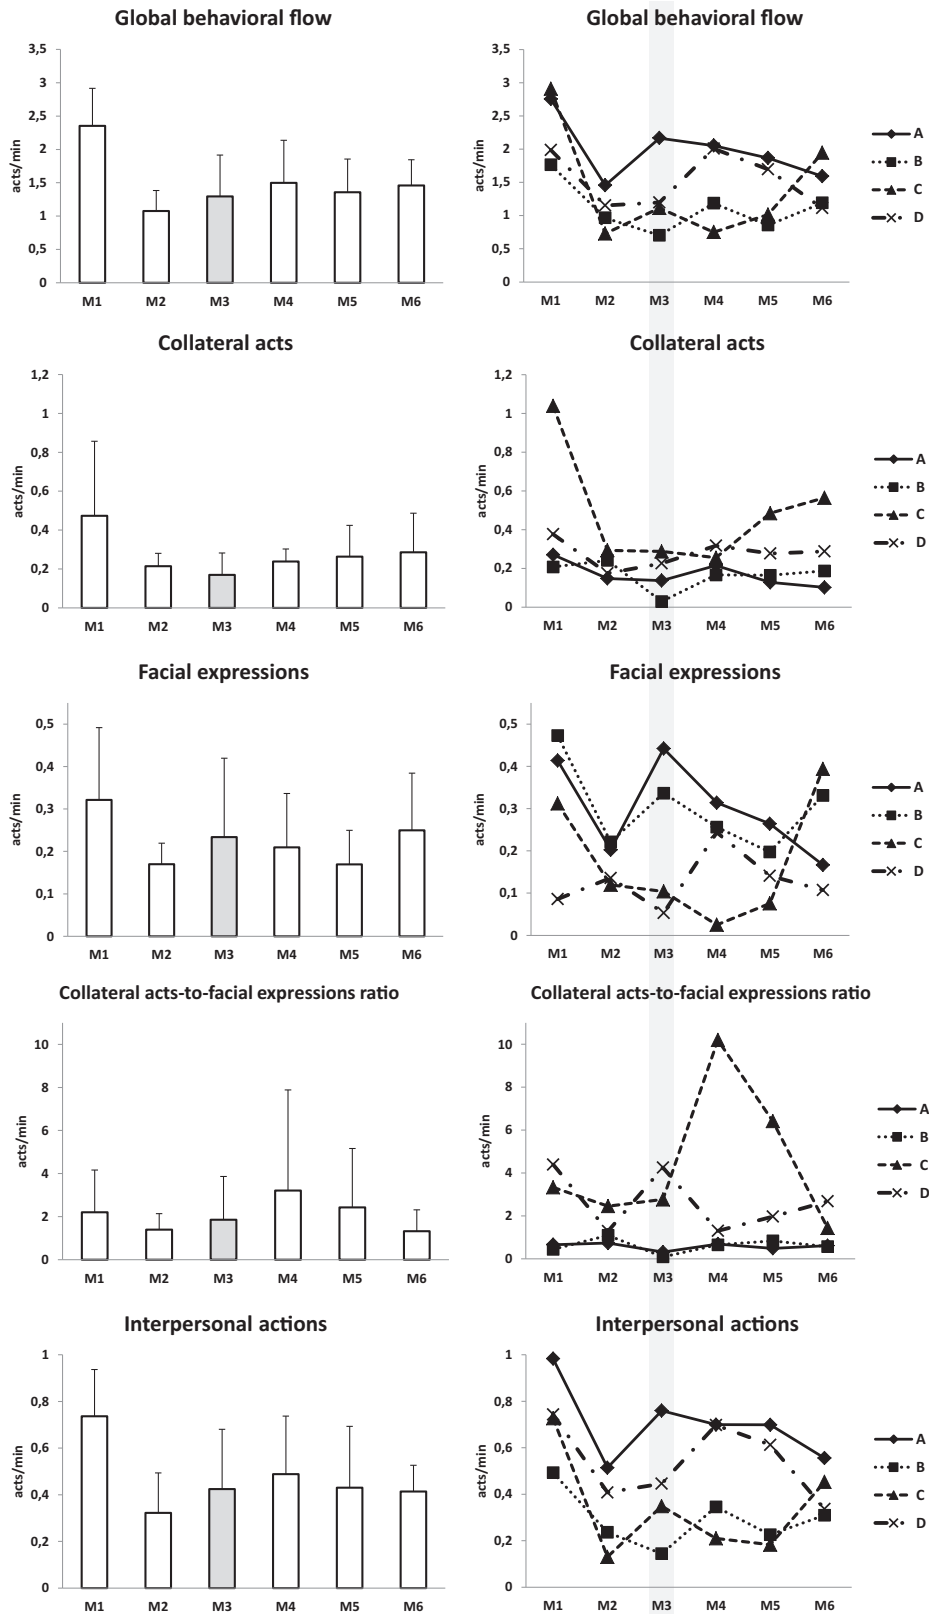 Global behavioral flow
3,5
3
2,5
2
1,5
1
0,5
0
acts/min
M1 M2 M3 M4 M5 M6
Global behavioral flow
3,5
3
2,5
2
1,5
1
0,5
0
acts/min
M1 M2 M3 M4 M5 M6
A
B
C
D
Collateral acts
1,2
1
0,8
0,6
0,4
0,2
0
acts/min
M1 M2 M3 M4 M5 M6
Collateral acts
1,2
1
0,8
0,6
0,4
0,2
0
acts/min
M1 M2 M3 M4 M5 M6
A
B
C
D
Facial expressions
0,5
0,4
0,3
0,2
0,1
0
acts/min
M1 M2 M3 M4 M5 M6
Facial expressions
0,5
0,4
0,3
0,2
0,1
0
acts/min
M1 M2 M3 M4 M5 M6
A
B
C
D
Collateral acts-to-facial expressions ratio
10
8
6
4
2
0
acts/min
M1 M2 M3 M4 M5 M6
Collateral acts-to-facial expressions ratio
10
8
6
4
2
0
acts/min
M1 M2 M3 M4 M5 M6
A
B
C
D
Interpersonal actions
1
0,8
0,6
0,4
0,2
0
acts/min
M1 M2 M3 M4 M5 M6
Interpersonal actions
1
0,8
0,6
0,4
0,2
0
acts/min
M1 M2 M3 M4 M5 M6
A
B
C
D